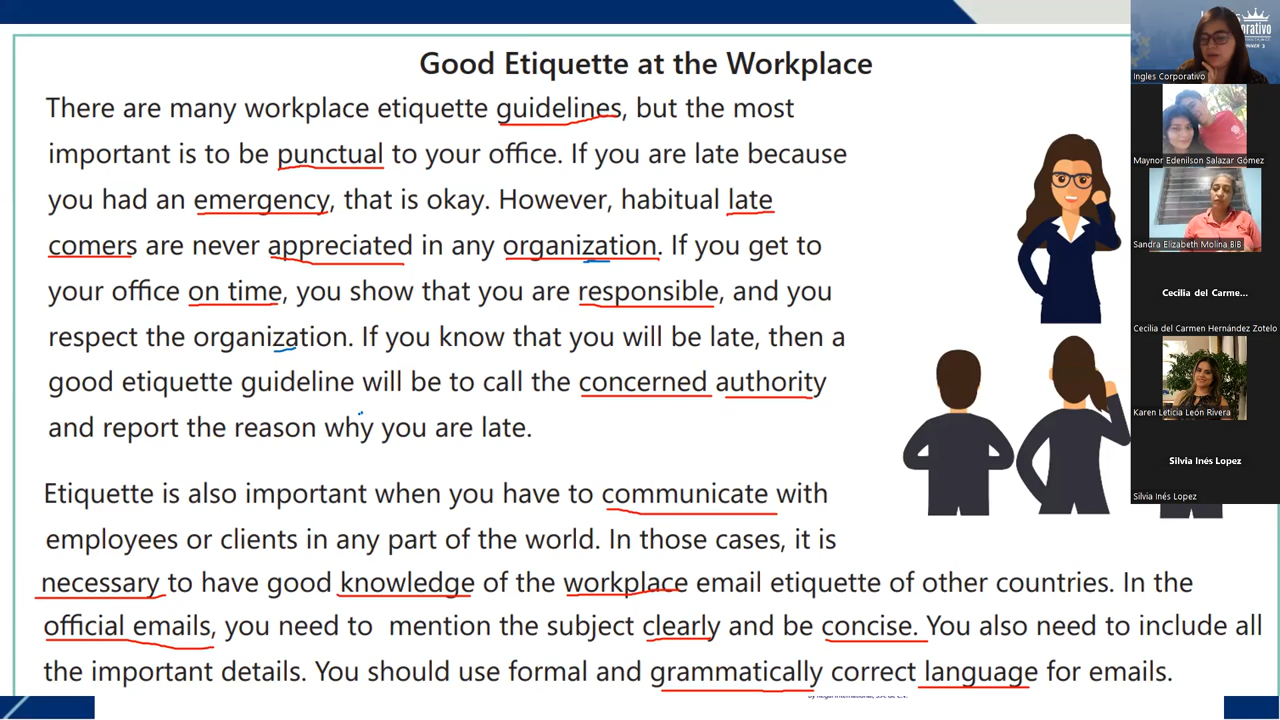 Good Etiquette at the Workplace
There are many workplace etiquette guidelines, but the most
important is to be punctual to your office. If you are late because
you had an emergency, that is okay. However, habitual late
comers are never appreciated in any organization. If you get to
your office on time, you show that you are responsible, and you
respect the organization. If you know that you will be late, then a
good etiquette guideline will be to call the concerned authority
and report the reason why you are late.
Etiquette is also important when you have to communicate with
employees or clients in any part of the world. In those cases, it is
necessary to have good knowledge of the workplace email etiquette of other countries. In the
official emails, you need to mention the subject clearly and be concise. You also need to include all
the important details. You should use formal and grammatically correct language for emails.
Ingles Corporativo
Maynor Edenilson Salazar Gómez
Sandra Elizabeth Molina BIB
Cecilia del Carme...
Cecilia del Carmen Hernández Zotelo
Karen Leticia León Rivera
Silvia Inés Lopez
Silvia Inés Lopez